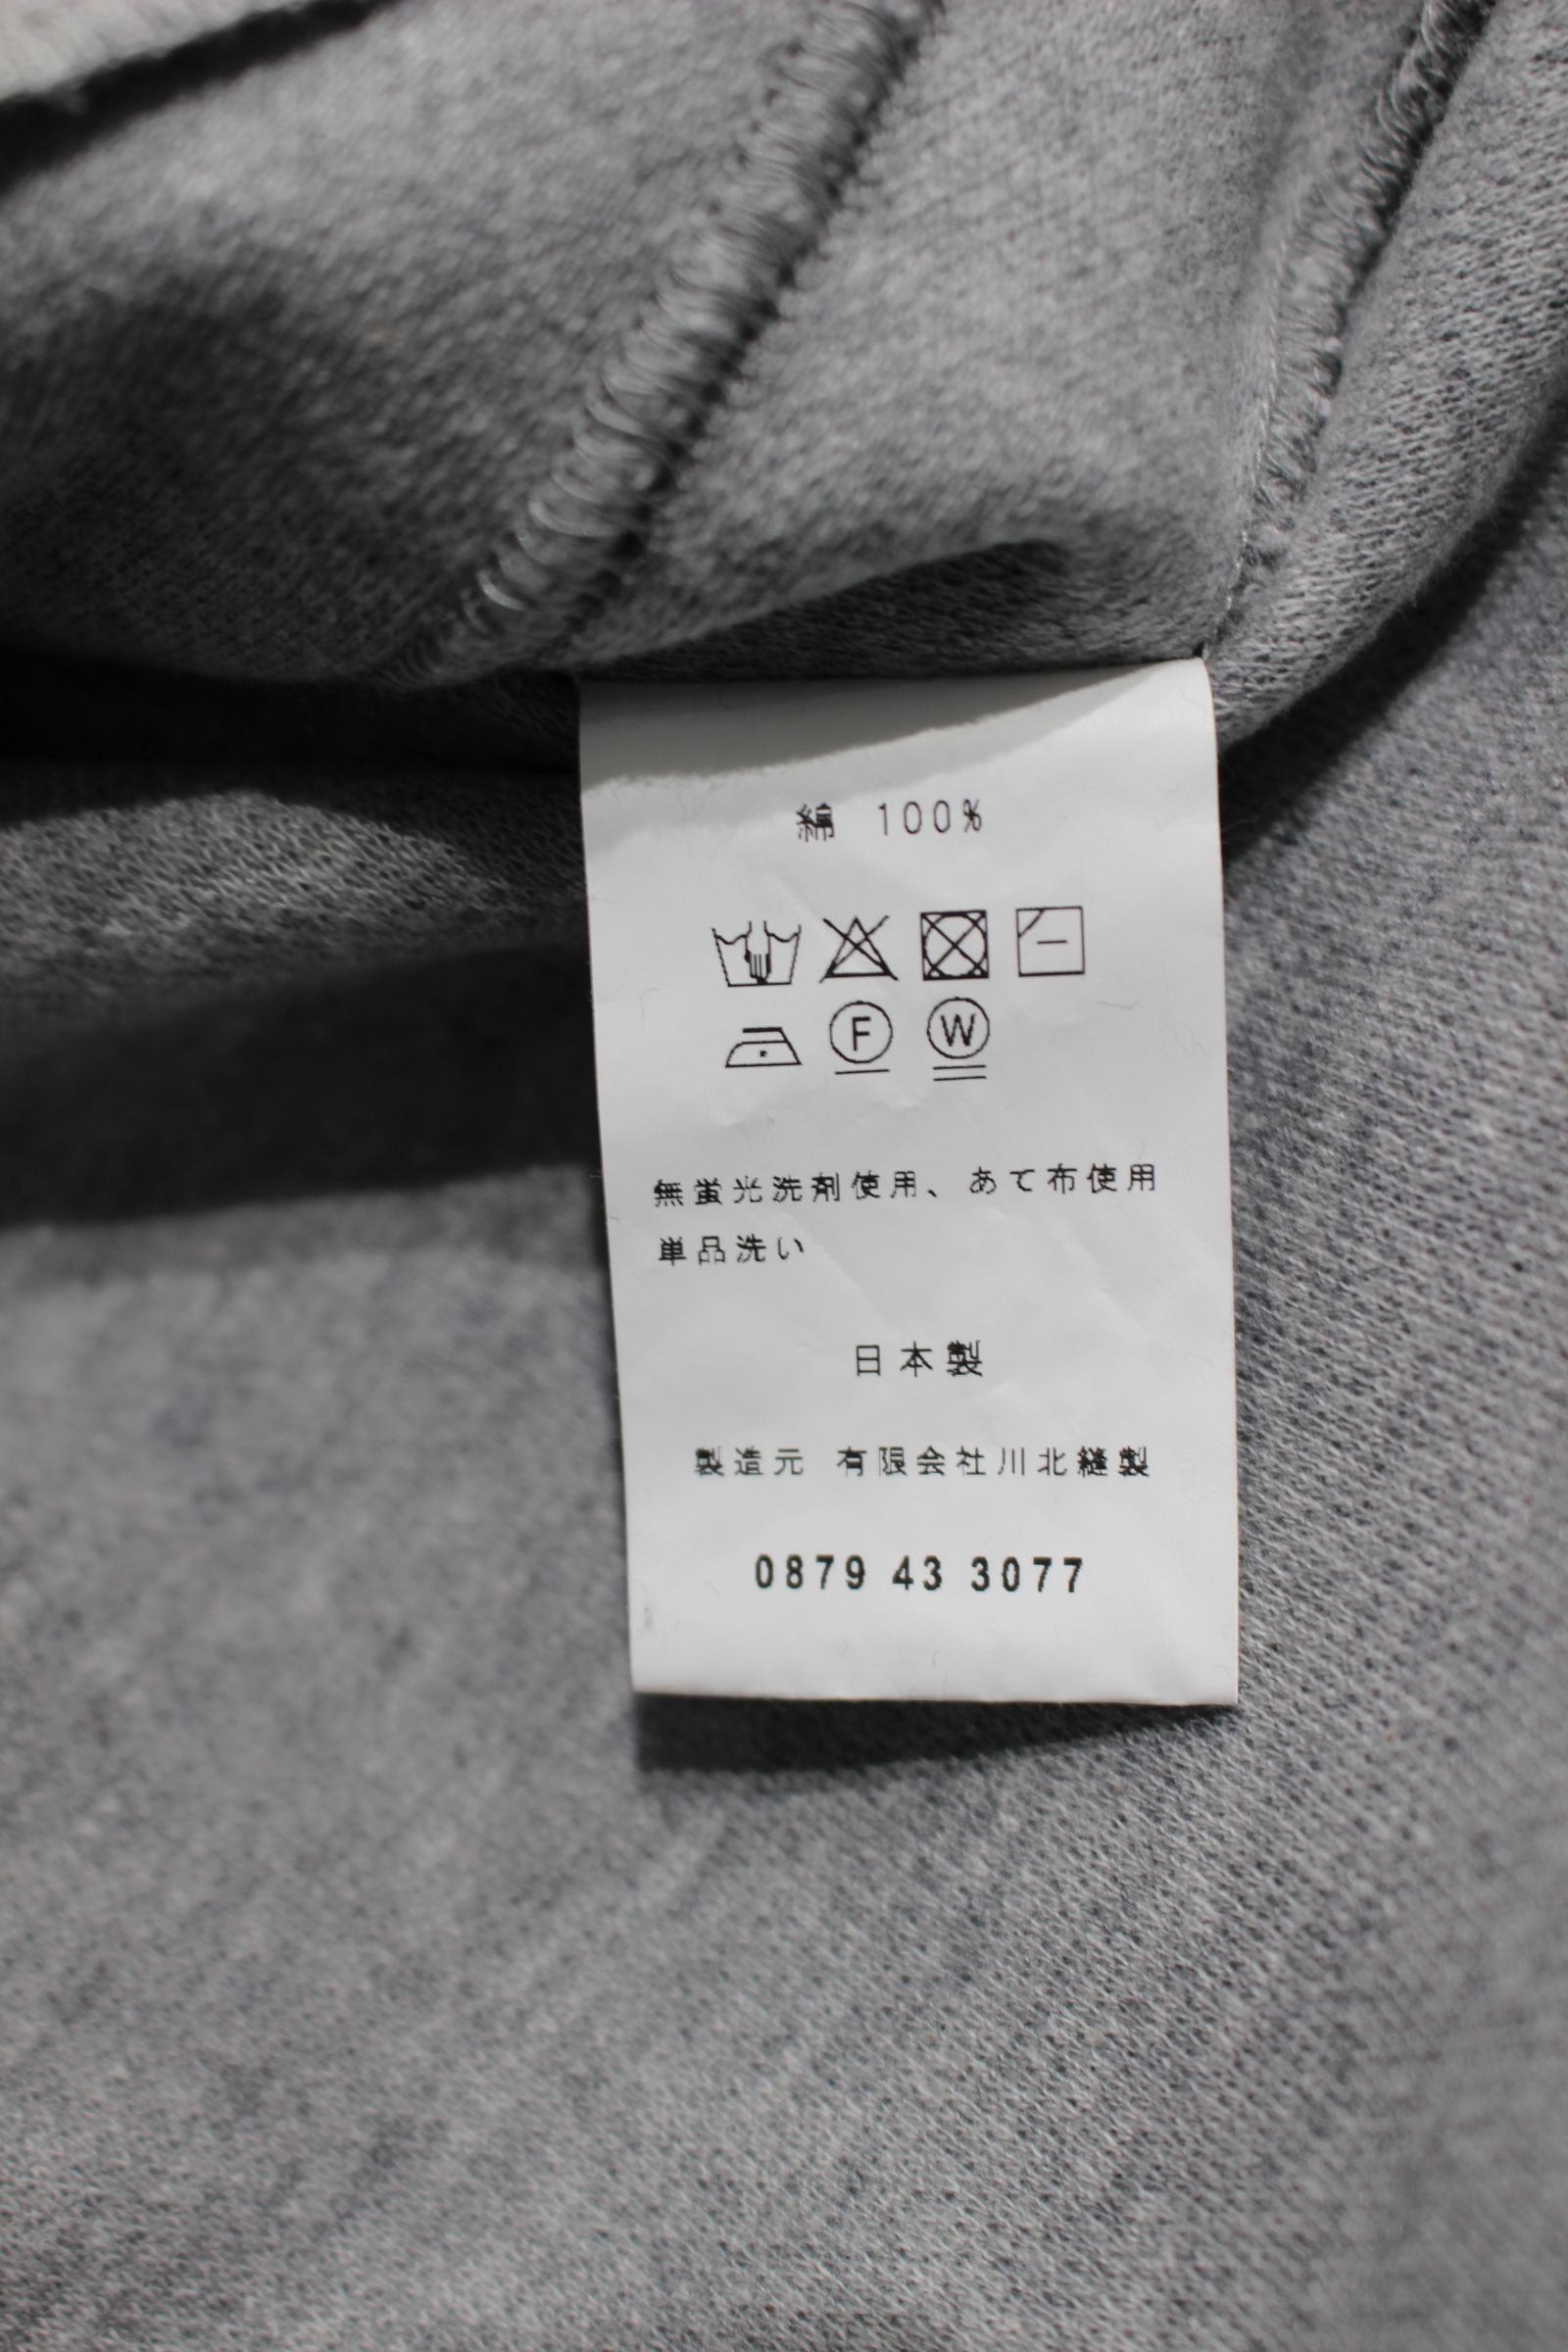 綿 100%
F W
無蛍光洗剤使用、あて布使用
単品洗い
日本製
製造元 有限会社川北縫製
0879 43 3077